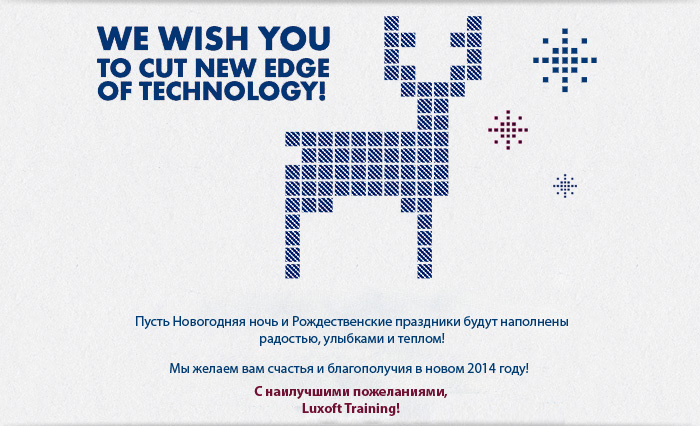 WE WISH YOU
TO CUT NEW EDGE
OF TECHNOLOGY!
Пусть Новогодняя ночь и Рождественские праздники будут наполнены
радостью, улыбками и теплом!
Мы желаем вам счастья и благополучия в новом 2014 году!
С наилучшими пожеланиями,
Luxoft Training!